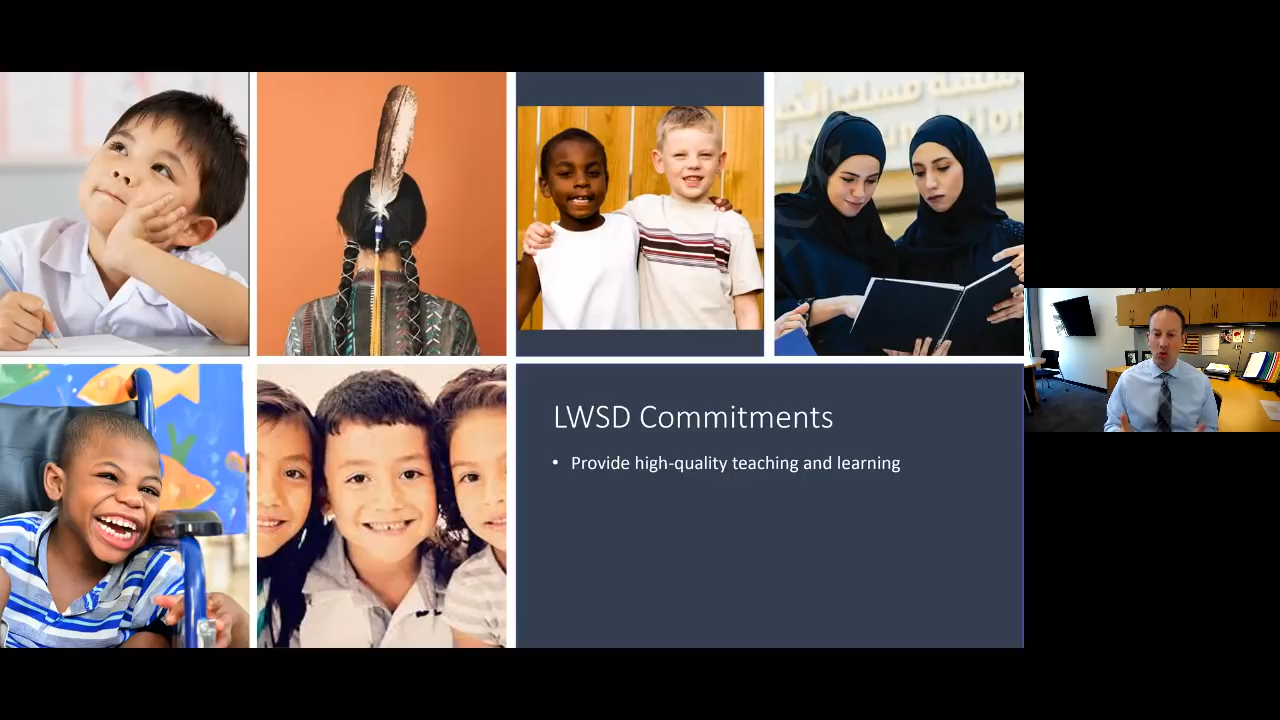 LWSD Commitments
• Provide high-quality teaching and learning